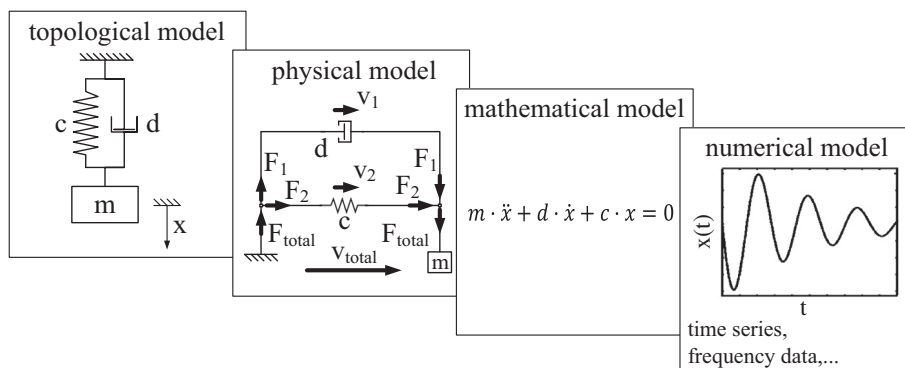 topological model
c
d
m
x
physical model
v1
d
F1
F1
v2
F2
F2
c
Ftotal
Ftotal
vtotal
m
mathematical model
m · ẍ + d · ẋ + c · x = 0
numerical model
x(t)
t
time series,
frequency data,...